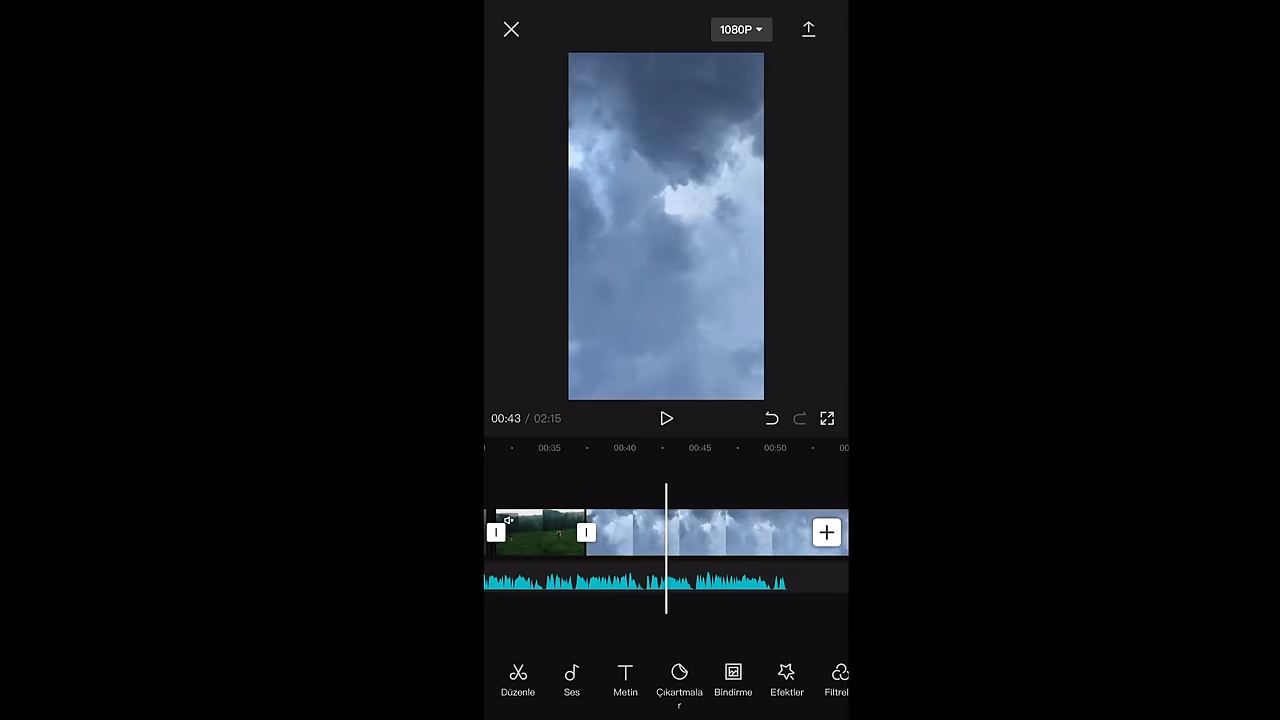 1080P
00:43 / 02:15
00:35 00:40 00:45 00:50 00
Düzenle Ses Metin Çıkartmala Bindirme Efektler Filtrel
r